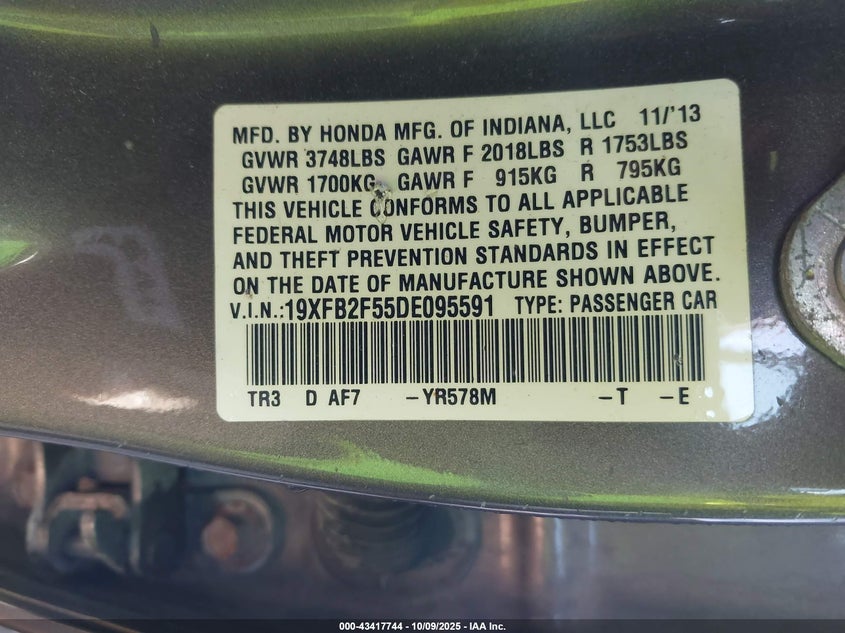 MFD. BY HONDA MFG. OF INDIANA, LLC 11/'13
GVWR 3748LBS GAWR F 2018LBS R 1753LBS
GVWR 1700KG GAWR F 915KG R 795KG
THIS VEHICLE CONFORMS TO ALL APPLICABLE
FEDERAL MOTOR VEHICLE SAFETY, BUMPER,
AND THEFT PREVENTION STANDARDS IN EFFECT
ON THE DATE OF MANUFACTURE SHOWN ABOVE.
V.I.N.:19XFB2F55DE095591 TYPE: PASSENGER CAR
TR3 D AF7 -YR578M -T -E
000-43417744 - 10/09/2025 - IAA Inc.